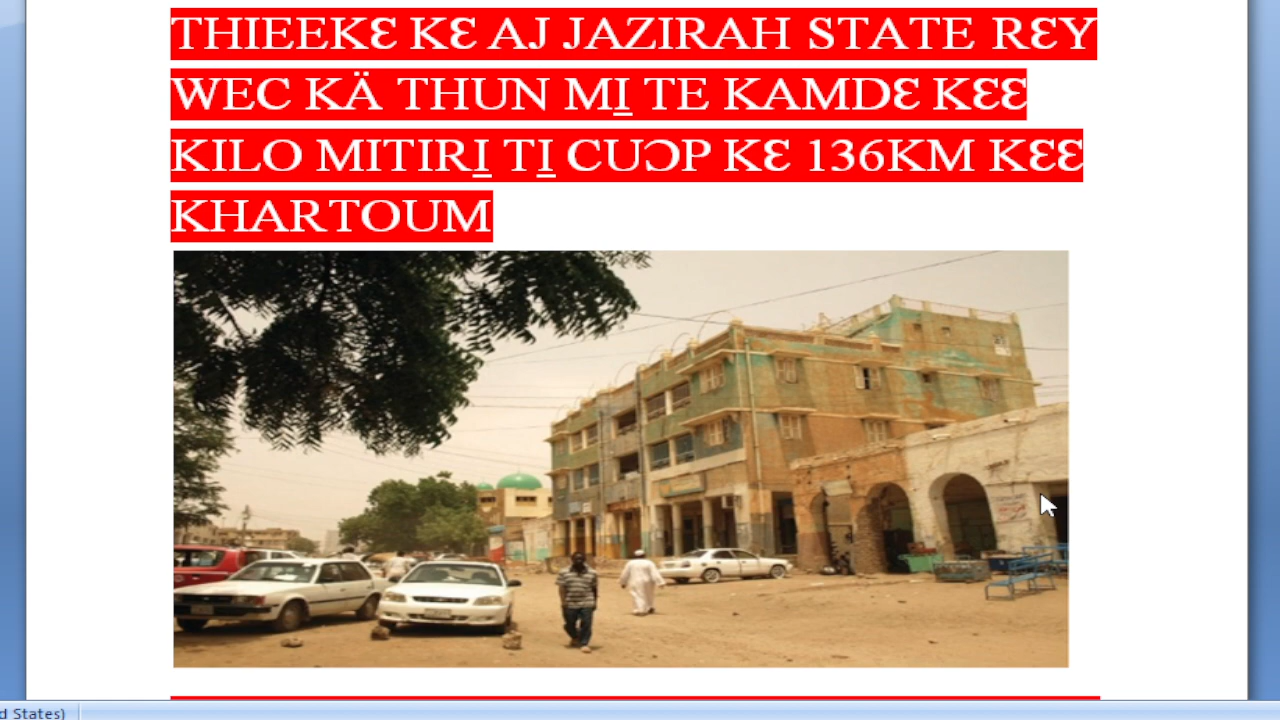 THIEEKƐ KƐ AJ JAZIRAH STATE RƐY
WEC KÄ THUN MI̱ TE KAMDƐ KƐƐ
KILO MITIRI̱ TI̱ CUƆP KƐ 136KM KƐƐ
KHARTOUM
d States)